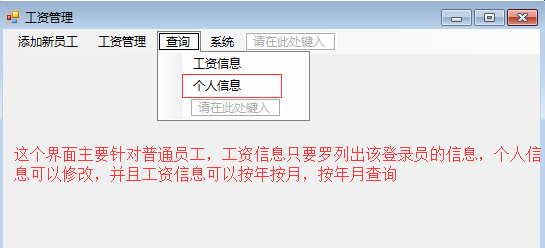 工资管理
添加新员工 工资管理 查询 系统 请在此处键入
工资信息
个人信息
请在此处键入
这个界面主要针对普通员工，工资信息只要罗列出该登录员的信息，个人信
息可以修改，并且工资信息可以按年按月，按年月查询